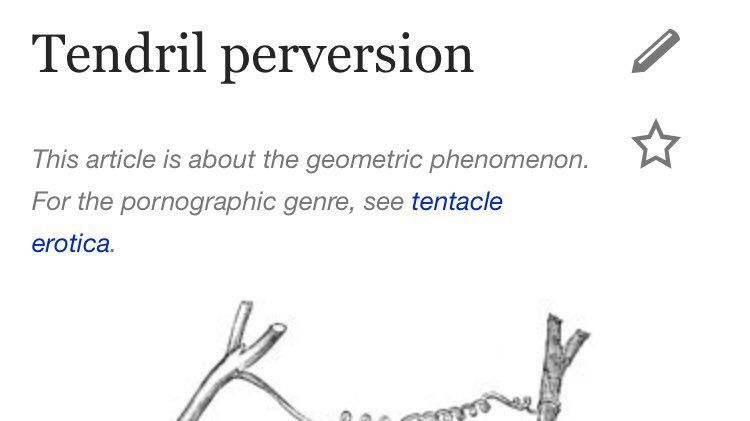 Tendril perversion
This article is about the geometric phenomenon.
For the pornographic genre, see tentacle
erotica.